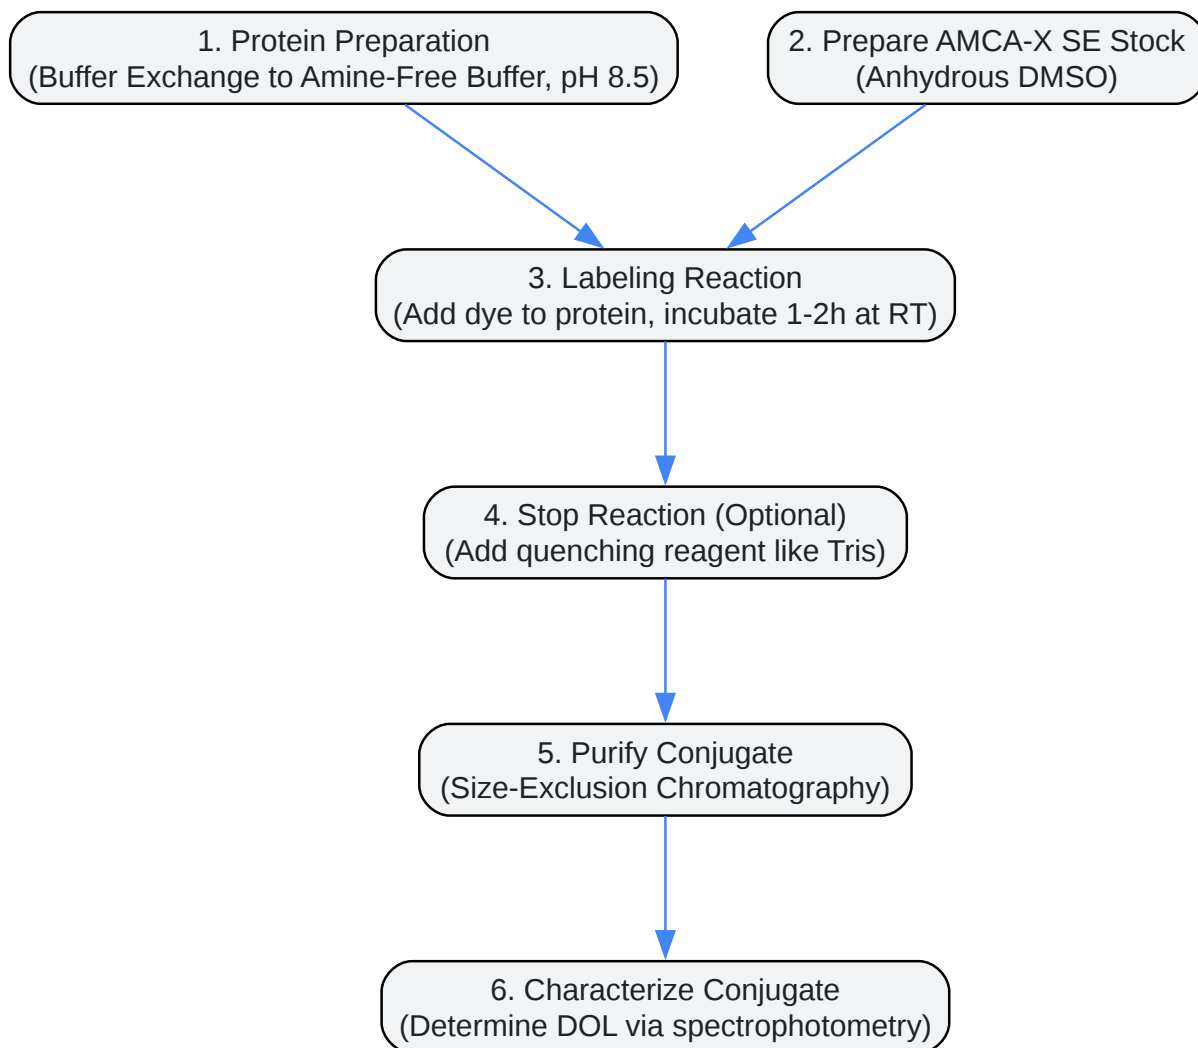 1. Protein Preparation
(Buffer Exchange to Amine-Free Buffer, pH 8.5)
2. Prepare AMCA-X SE Stock
(Anhydrous DMSO)
3. Labeling Reaction
(Add dye to protein, incubate 1-2h at RT)
4. Stop Reaction (Optional)
(Add quenching reagent like Tris)
5. Purify Conjugate
(Size-Exclusion Chromatography)
6. Characterize Conjugate
(Determine DOL via spectrophotometry)